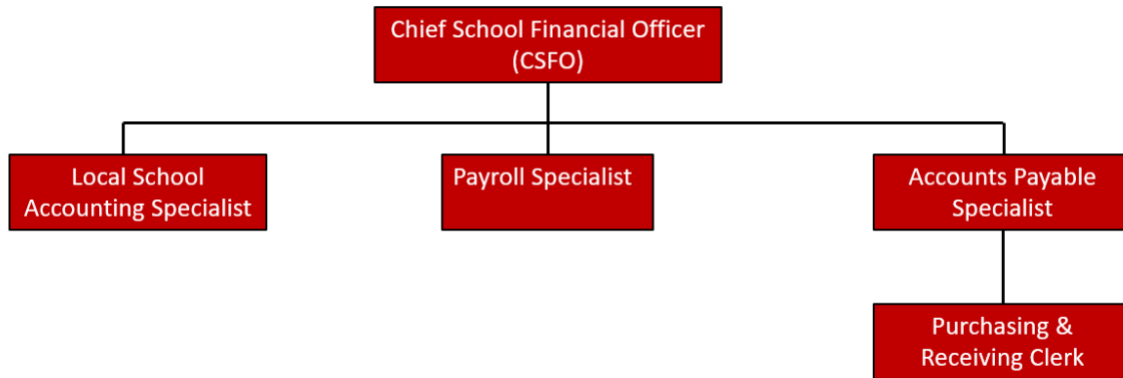 Chief School Financial Officer
(CSFO)
Local School
Accounting Specialist
Payroll Specialist
Accounts Payable
Specialist
Purchasing &
Receiving Clerk